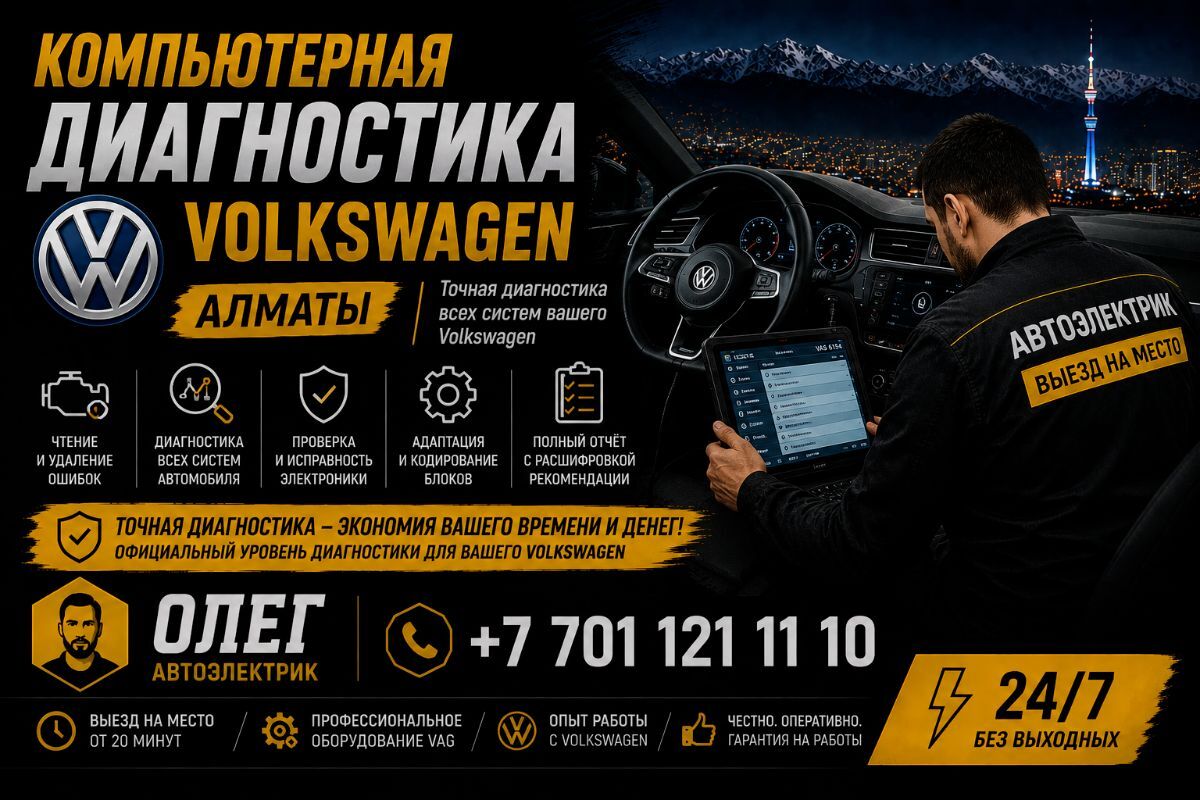 КОМПЬЮТЕРНАЯ
ДИАГНОСТИКА
VOLKSWAGEN
АЛМАТЫ
Точная диагностика
всех систем вашего
Volkswagen
ЧТЕНИЕ
И УДАЛЕНИЕ
ОШИБОК
ДИАГНОСТИКА
ВСЕХ СИСТЕМ
АВТОМОБИЛЯ
ПРОВЕРКА
И ИСПРАВНОСТЬ
ЭЛЕКТРОНИКИ
АДАПТАЦИЯ
И КОДИРОВАНИЕ
БЛОКОВ
ПОЛНЫЙ ОТЧЁТ
С РАСШИФРОВКОЙ
РЕКОМЕНДАЦИИ
АВТОЭЛЕКТРИК
ВЫЕЗД НА МЕСТО
ТОЧНАЯ ДИАГНОСТИКА – ЭКОНОМИЯ ВАШЕГО ВРЕМЕНИ И ДЕНЕГ!
ОФИЦИАЛЬНЫЙ УРОВЕНЬ ДИАГНОСТИКИ ДЛЯ ВАШЕГО VOLKSWAGEN
ОЛЕГ
АВТОЭЛЕКТРИК
+7 701 121 11 10
ВЫЕЗД НА МЕСТО
ОТ 20 МИНУТ
ПРОФЕССИОНАЛЬНОЕ
ОБОРУДОВАНИЕ VAG
ОПЫТ РАБОТЫ
С VOLKSWAGEN
ЧЕСТНО. ОПЕРАТИВНО.
ГАРАНТИЯ НА РАБОТЫ
24/7
БЕЗ ВЫХОДНЫХ